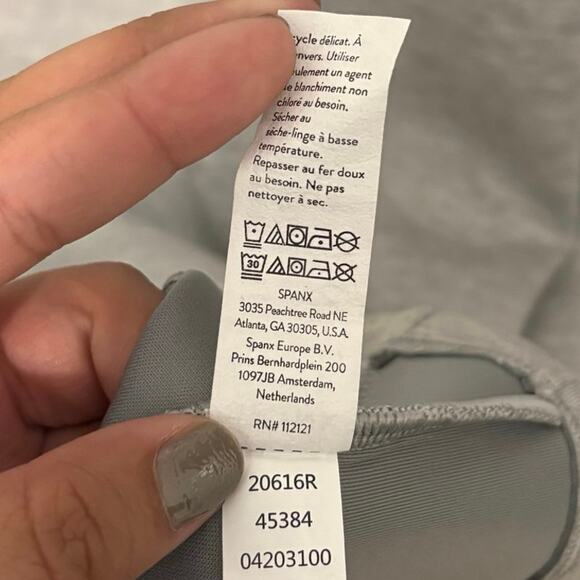 cycle délicat. À
Utiliser
un agent
blanchiment non
chloré au besoin.
Sécher au
sèche-linge à basse
température.
Repasser au fer doux
au besoin. Ne pas
nettoyer à sec.
30
SPANX
3035 Peachtree Road NE
Atlanta, GA 30305, U.S.A.
Spanx Europe B.V.
Prins Bernhardplein 200
1097JB Amsterdam,
Netherlands
RN# 112121
20616R
45384
04203100